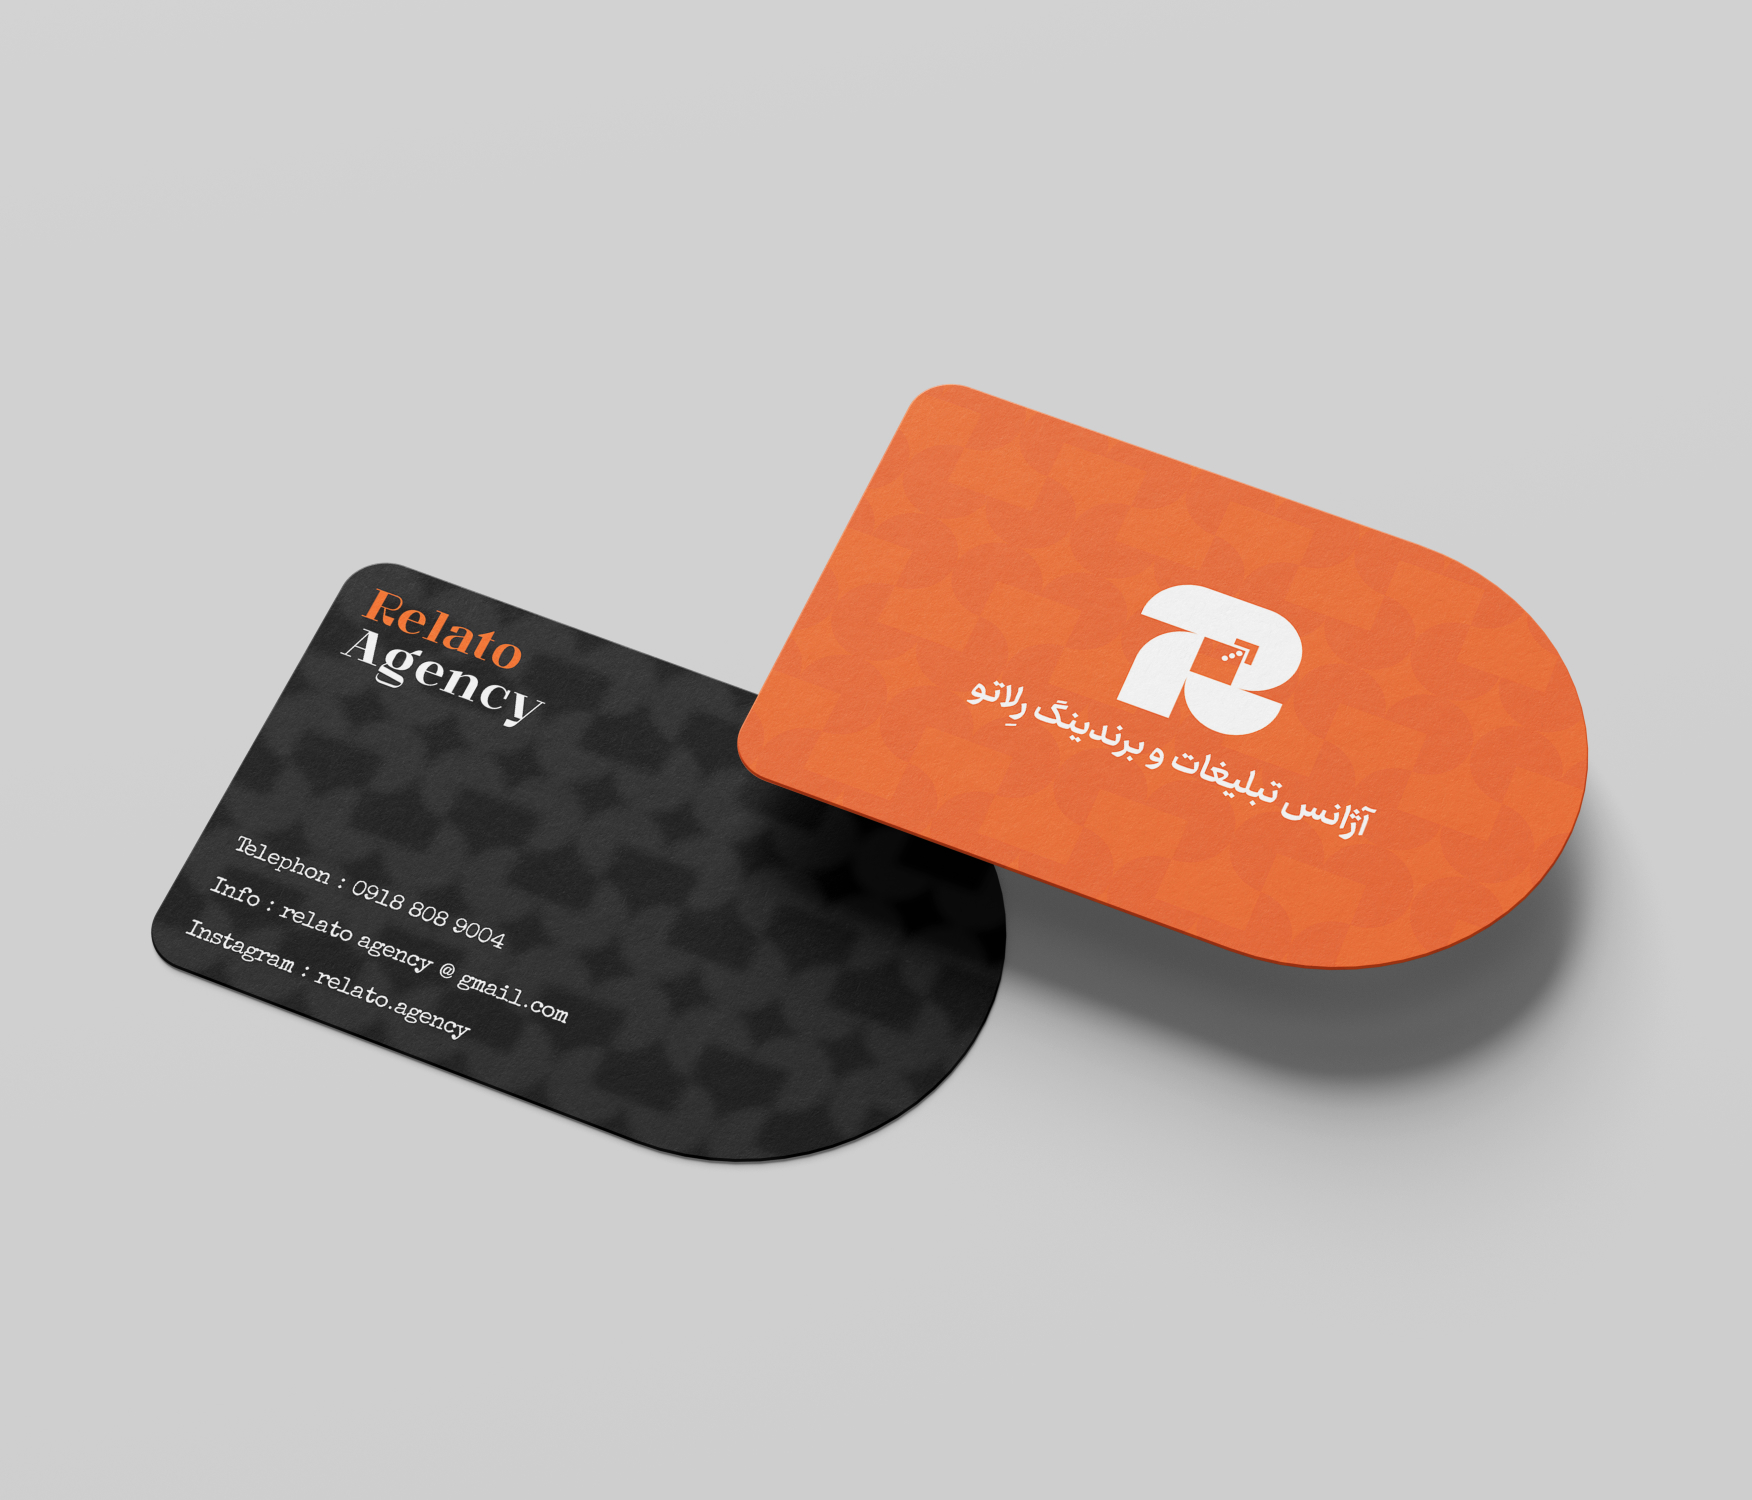 Relato
Agency
Telephon : 0918 808 9004
Info : relato agency @ gmail.com
Instagram : relato.agency
آژانس تبلیغات و برندینگ رِلاتو